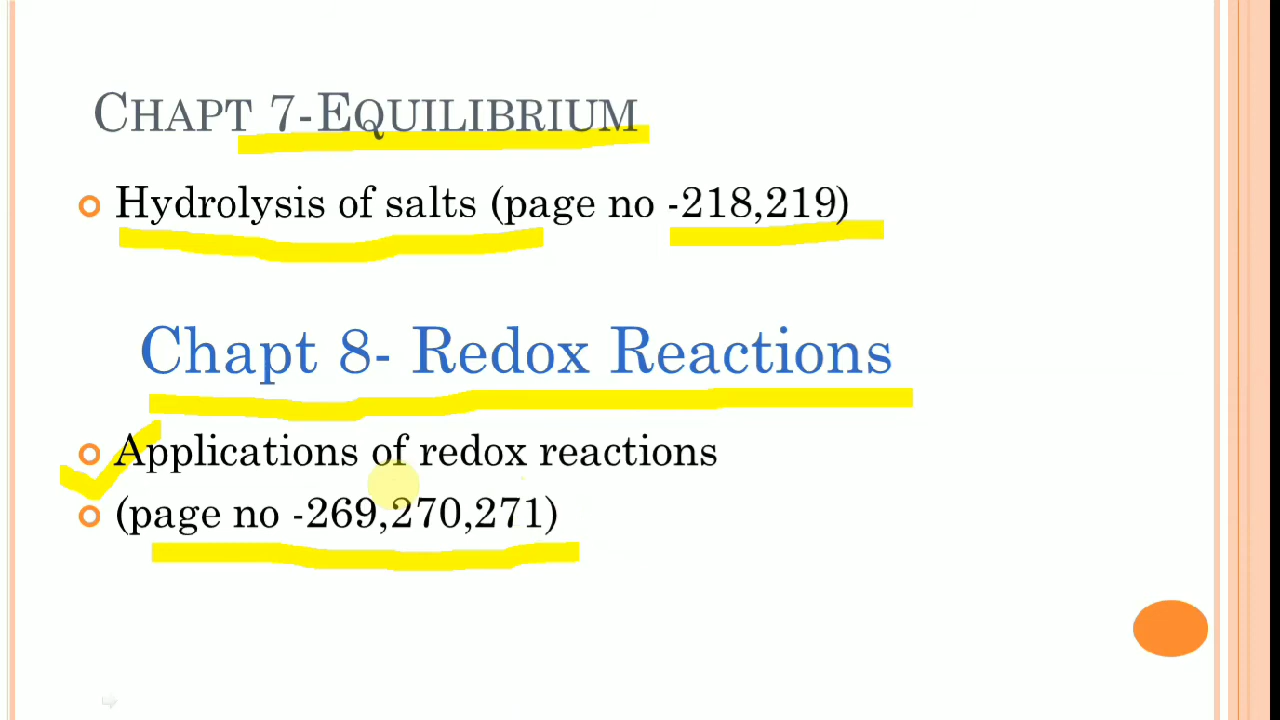 CHAPT 7-EQUILIBRIUM
Hydrolysis of salts (page no -218,219)
Chapt 8- Redox Reactions
Applications of redox reactions
(page no -269,270,271)